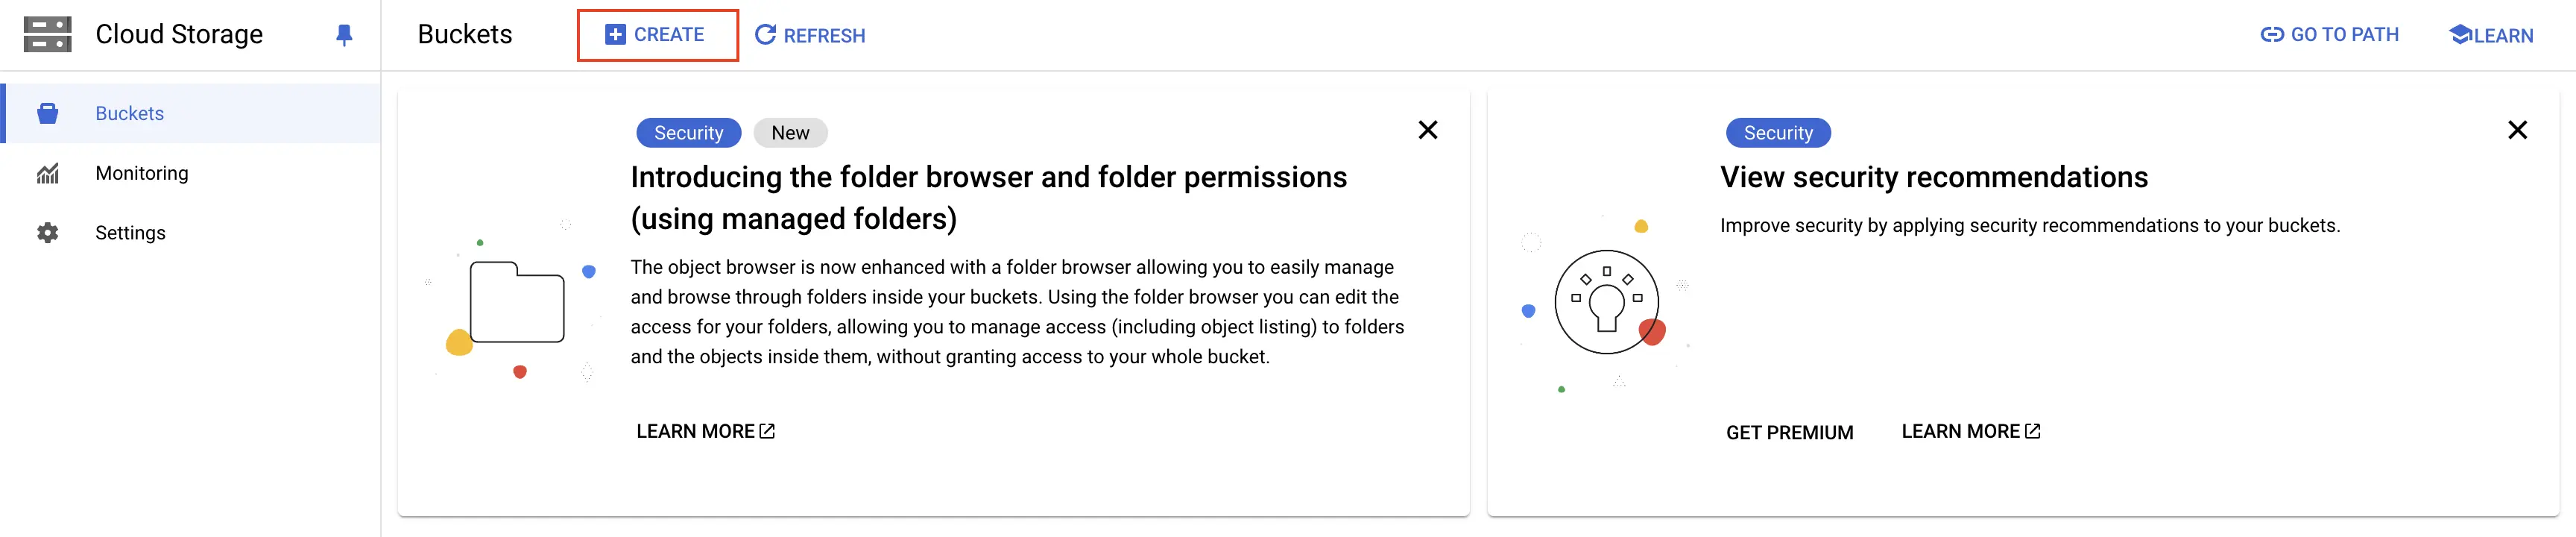 Cloud Storage
Buckets
CREATE
REFRESH
GO TO PATH
LEARN
Buckets
Monitoring
Settings
Security
New
Introducing the folder browser and folder permissions
(using managed folders)
The object browser is now enhanced with a folder browser allowing you to easily manage
and browse through folders inside your buckets. Using the folder browser you can edit the
access for your folders, allowing you to manage access (including object listing) to folders
and the objects inside them, without granting access to your whole bucket.
LEARN MORE
Security
View security recommendations
Improve security by applying security recommendations to your buckets.
GET PREMIUM
LEARN MORE